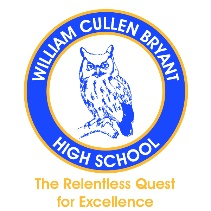 WILLIAM CULLEN BRYANT
HIGH SCHOOL
The Relentless Quest
for Excellence